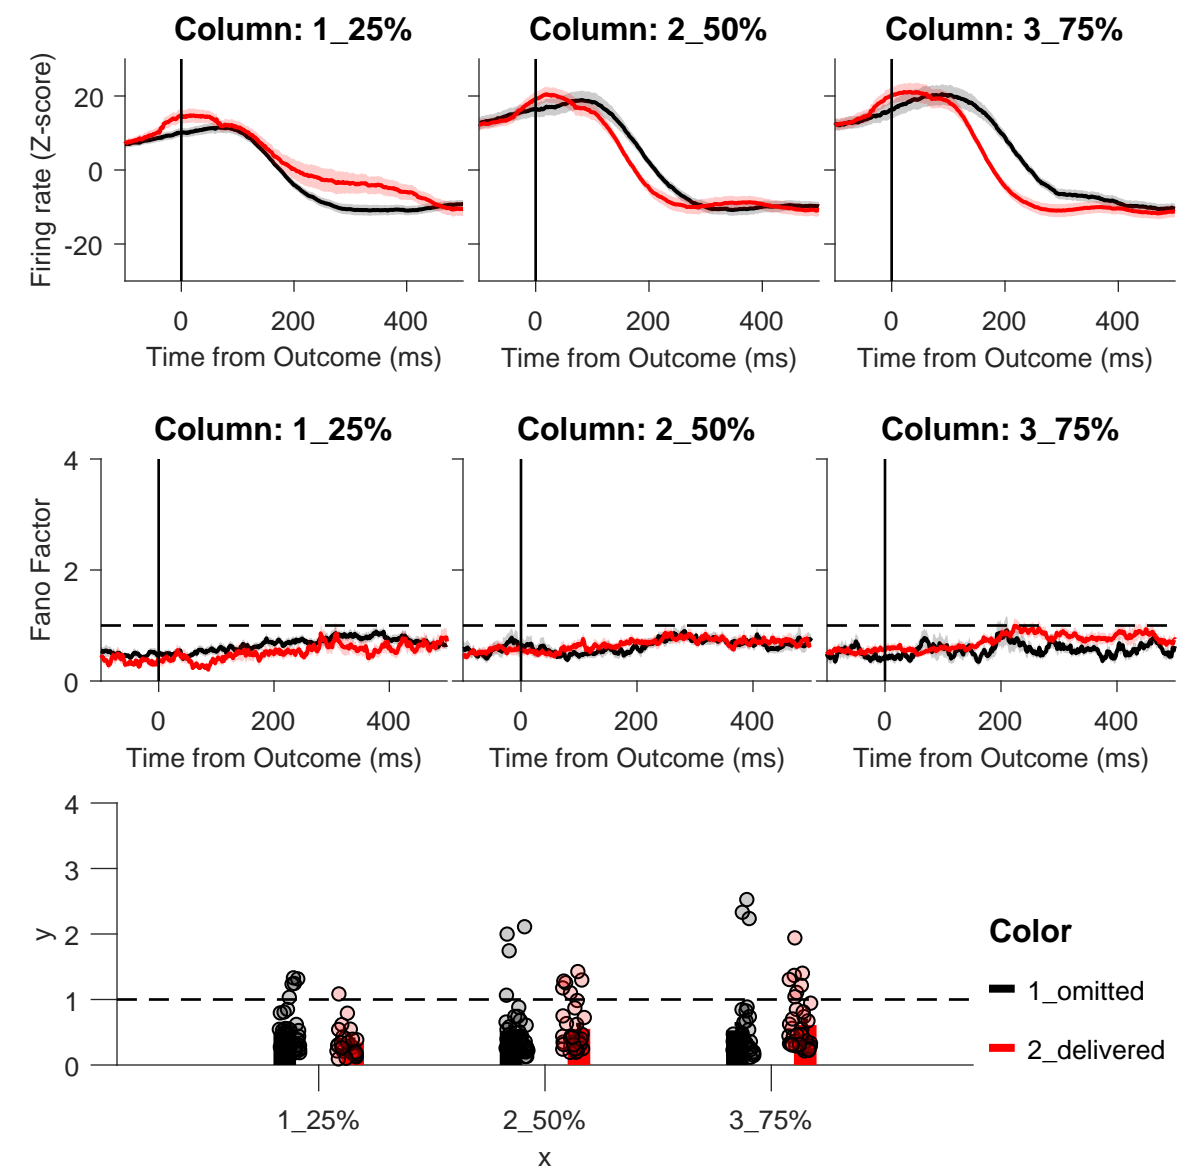 Column: 1_25%
Column: 2_50%
Column: 3_75%
Firing rate (Z-score)
20
0
-20
0
200
400
0
200
400
0
200
400
Time from Outcome (ms)
Time from Outcome (ms)
Time from Outcome (ms)
Column: 1_25%
Column: 2_50%
Column: 3_75%
Fano Factor
4
2
0
0
200
400
0
200
400
0
200
400
Time from Outcome (ms)
Time from Outcome (ms)
Time from Outcome (ms)
y
4
3
2
1
0
1_25%
2_50%
3_75%
x
Color
1_omitted
2_delivered